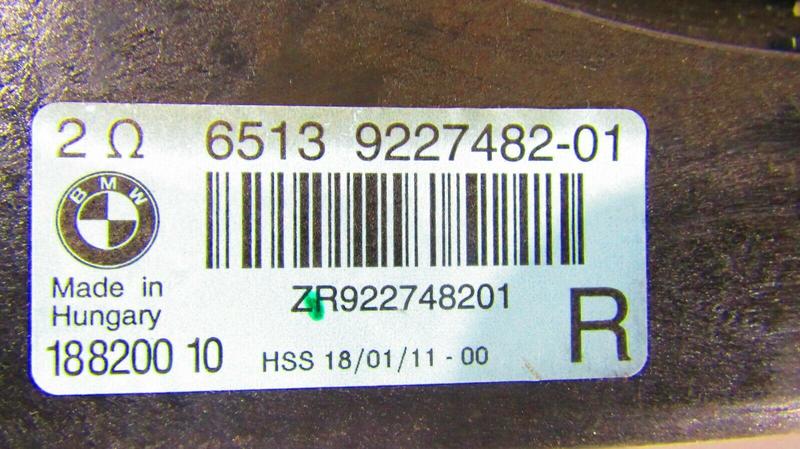 2 Ω 6513 9227482-01
BMW
Made in
Hungary
ZR922748201
R
188200 10
HSS 18/01/11 - 00